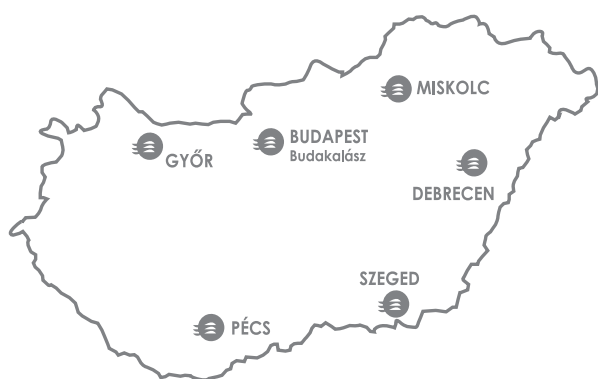 MISKOLC
BUDAPEST
Budakalász
GYŐR
DEBRECEN
SZEGED
PÉCS